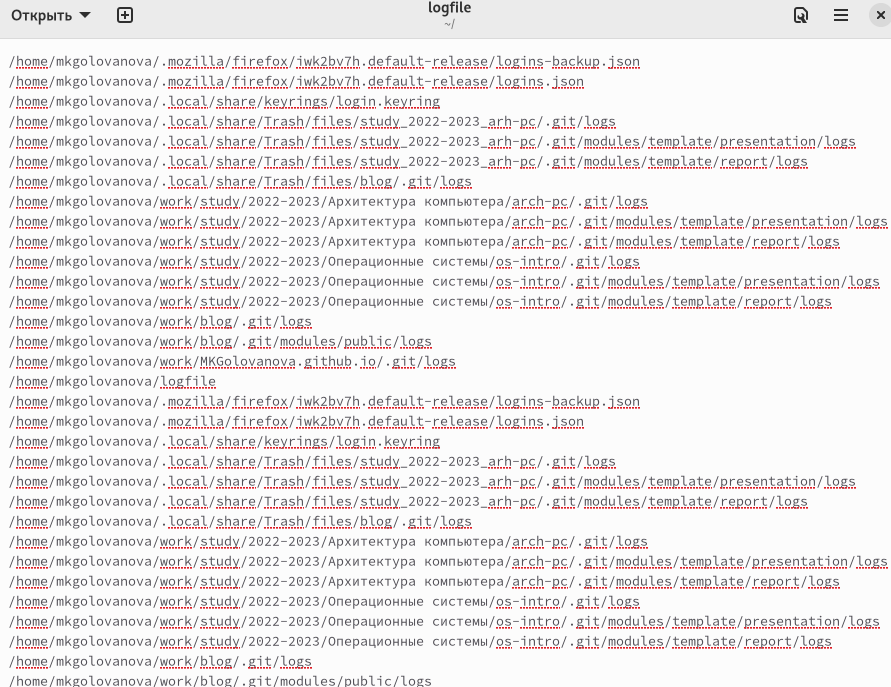 Открыть
logfile
~/
/home/mkgolovanova/.mozilla/firefox/iwk2bv7h.default-release/logins-backup.json
/home/mkgolovanova/.mozilla/firefox/iwk2bv7h.default-release/logins.json
/home/mkgolovanova/.local/share/keyrings/login.keyring
/home/mkgolovanova/.local/share/Trash/files/study_2022-2023_arh-pc/.git/logs
/home/mkgolovanova/.local/share/Trash/files/study_2022-2023_arh-pc/.git/modules/template/presentation/logs
/home/mkgolovanova/.local/share/Trash/files/study_2022-2023_arh-pc/.git/modules/template/report/logs
/home/mkgolovanova/.local/share/Trash/files/blog/.git/logs
/home/mkgolovanova/work/study/2022-2023/Архитектура компьютера/arch-pc/.git/logs
/home/mkgolovanova/work/study/2022-2023/Архитектура компьютера/arch-pc/.git/modules/template/presentation/logs
/home/mkgolovanova/work/study/2022-2023/Архитектура компьютера/arch-pc/.git/modules/template/report/logs
/home/mkgolovanova/work/study/2022-2023/Операционные системы/os-intro/.git/logs
/home/mkgolovanova/work/study/2022-2023/Операционные системы/os-intro/.git/modules/template/presentation/logs
/home/mkgolovanova/work/study/2022-2023/Операционные системы/os-intro/.git/modules/template/report/logs
/home/mkgolovanova/work/blog/.git/logs
/home/mkgolovanova/work/blog/.git/modules/public/logs
/home/mkgolovanova/work/MKGolovanova.github.io/.git/logs
/home/mkgolovanova/logfile
/home/mkgolovanova/.mozilla/firefox/iwk2bv7h.default-release/logins-backup.json
/home/mkgolovanova/.mozilla/firefox/iwk2bv7h.default-release/logins.json
/home/mkgolovanova/.local/share/keyrings/login.keyring
/home/mkgolovanova/.local/share/Trash/files/study_2022-2023_arh-pc/.git/logs
/home/mkgolovanova/.local/share/Trash/files/study_2022-2023_arh-pc/.git/modules/template/presentation/logs
/home/mkgolovanova/.local/share/Trash/files/study_2022-2023_arh-pc/.git/modules/template/report/logs
/home/mkgolovanova/.local/share/Trash/files/blog/.git/logs
/home/mkgolovanova/work/study/2022-2023/Архитектура компьютера/arch-pc/.git/logs
/home/mkgolovanova/work/study/2022-2023/Архитектура компьютера/arch-pc/.git/modules/template/presentation/logs
/home/mkgolovanova/work/study/2022-2023/Архитектура компьютера/arch-pc/.git/modules/template/report/logs
/home/mkgolovanova/work/study/2022-2023/Операционные системы/os-intro/.git/logs
/home/mkgolovanova/work/study/2022-2023/Операционные системы/os-intro/.git/modules/template/presentation/logs
/home/mkgolovanova/work/study/2022-2023/Операционные системы/os-intro/.git/modules/template/report/logs
/home/mkgolovanova/work/blog/.git/logs
/home/mkgolovanova/work/blog/.git/modules/public/logs